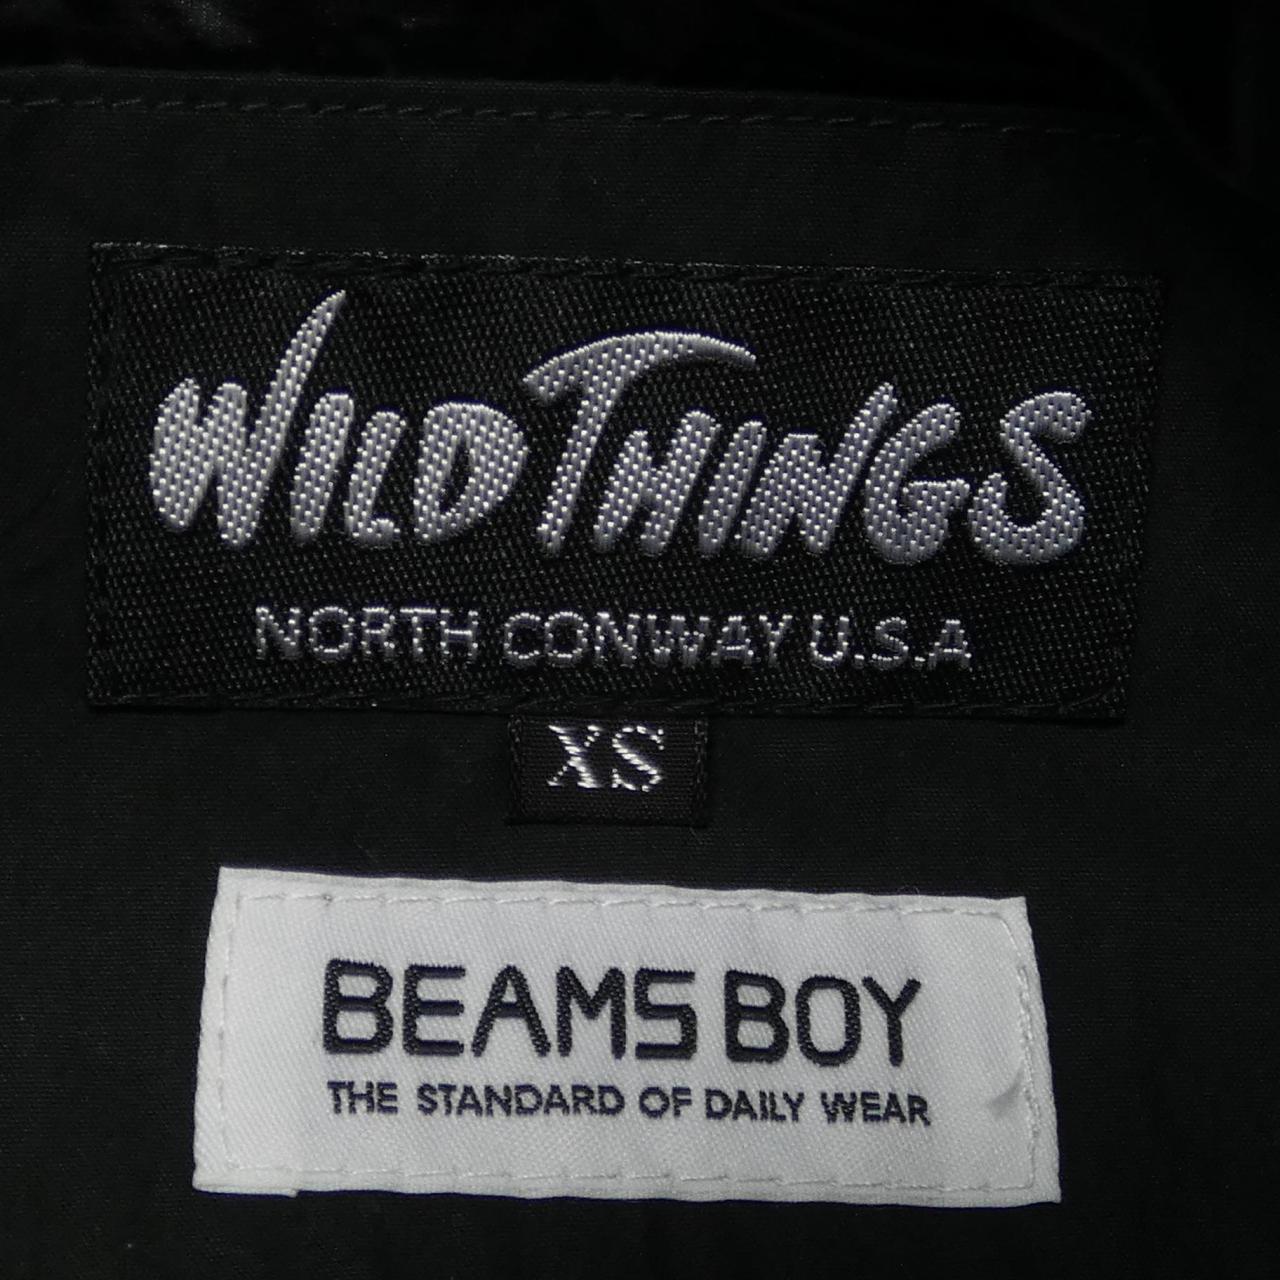 WILD THINGS
NORTH CONWAY U.S.A
XS
BEAMS BOY
THE STANDARD OF DAILY WEAR